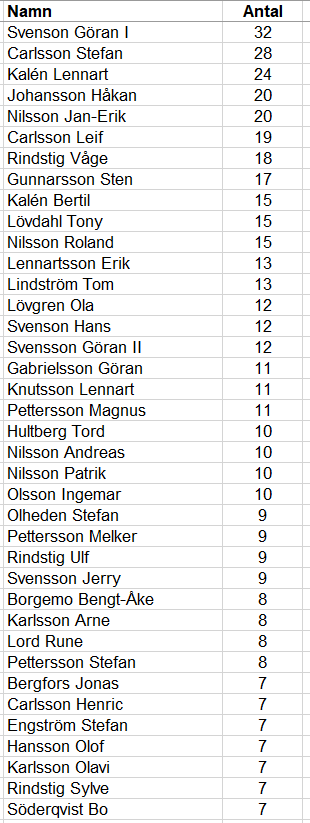 Namn Antal
Svenson Göran I 32
Carlsson Stefan 28
Kalén Lennart 24
Johansson Håkan 20
Nilsson Jan-Erik 20
Carlsson Leif 19
Rindstig Våge 18
Gunnarsson Sten 17
Kalén Bertil 15
Lövdahl Tony 15
Nilsson Roland 15
Lennartsson Erik 13
Lindström Tom 13
Lövgren Ola 12
Svenson Hans 12
Svensson Göran II 12
Gabrielsson Göran 11
Knutsson Lennart 11
Pettersson Magnus 11
Hultberg Tord 10
Nilsson Andreas 10
Nilsson Patrik 10
Olsson Ingemar 10
Olheden Stefan 9
Pettersson Melker 9
Rindstig Ulf 9
Svensson Jerry 9
Borgemo Bengt-Åke 8
Karlsson Arne 8
Lord Rune 8
Pettersson Stefan 8
Bergfors Jonas 7
Carlsson Henric 7
Engström Stefan 7
Hansson Olof 7
Karlsson Olavi 7
Rindstig Sylve 7
Söderqvist Bo 7